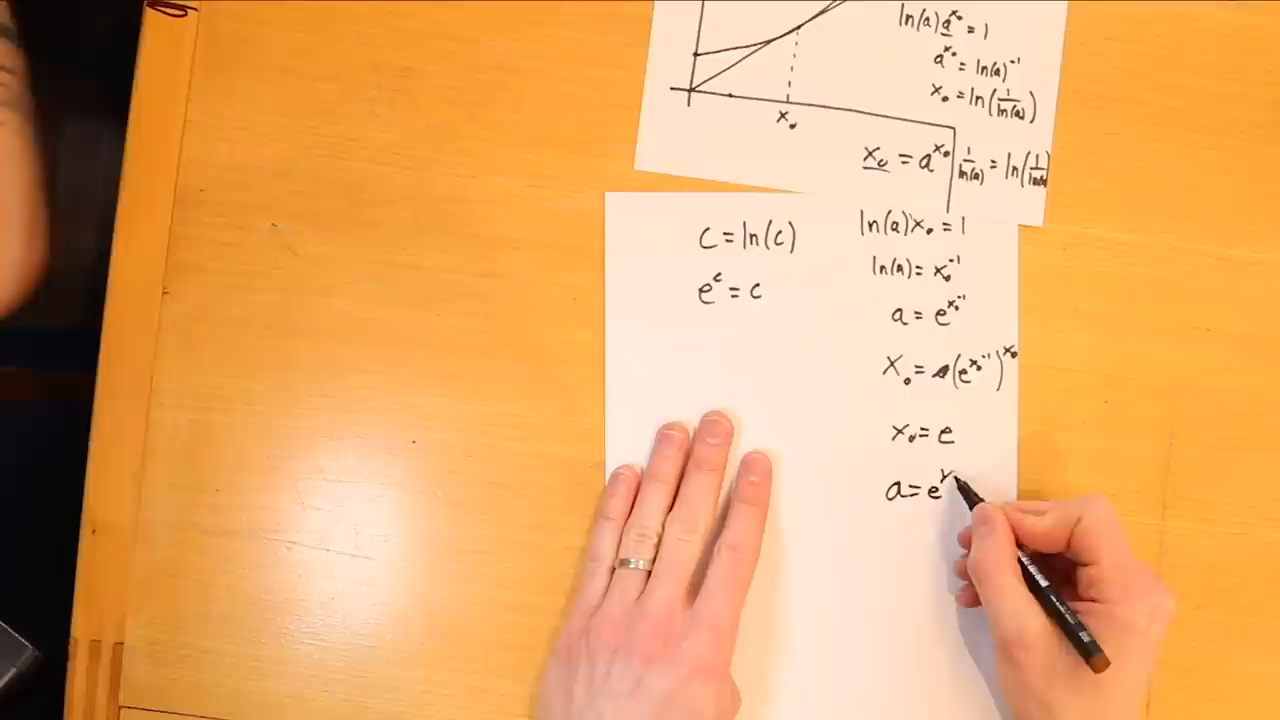 ln(a)a^x₀ = 1
a^x₀ = ln(a)⁻¹
x₀ = ln(1/ln(a))
x₀
x₀ = a^x₀
1/ln(a) = ln(1/ln(a))
c = ln(c)
e^c = c
ln(a)x₀ = 1
ln(a) = x₀⁻¹
a = e^x₀⁻¹
x₀ = (e^x₀⁻¹)^x₀
x₀ = e
a = e